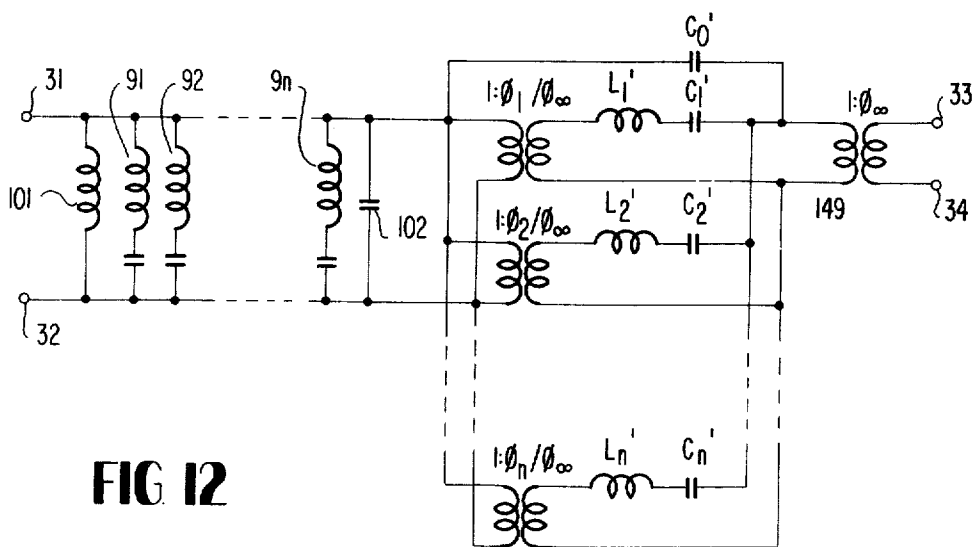 C₀'
31
91
92
9n
1:Ø₁/Ø∞
L₁'
C₁'
1:Ø∞
33
101
102
1:Ø₂/Ø∞
L₂'
C₂'
149
34
32
1:Øₙ/Ø∞
Lₙ'
Cₙ'
FIG. 12